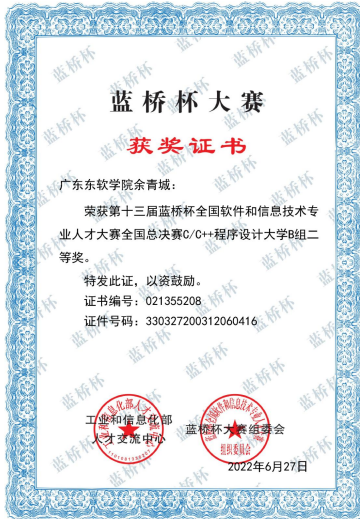 蓝桥杯大赛
获奖证书
广东东软学院余青城：
荣获第十三届蓝桥杯全国软件和信息技术专
业人才大赛全国总决赛C/C++程序设计大学B组二
等奖。
特发此证，以资鼓励。
证书编号：021355208
证件号码：330327200312060416
工业和信息化部
人才交流中心
蓝桥杯大赛组委会
组织委员会
2022年6月27日